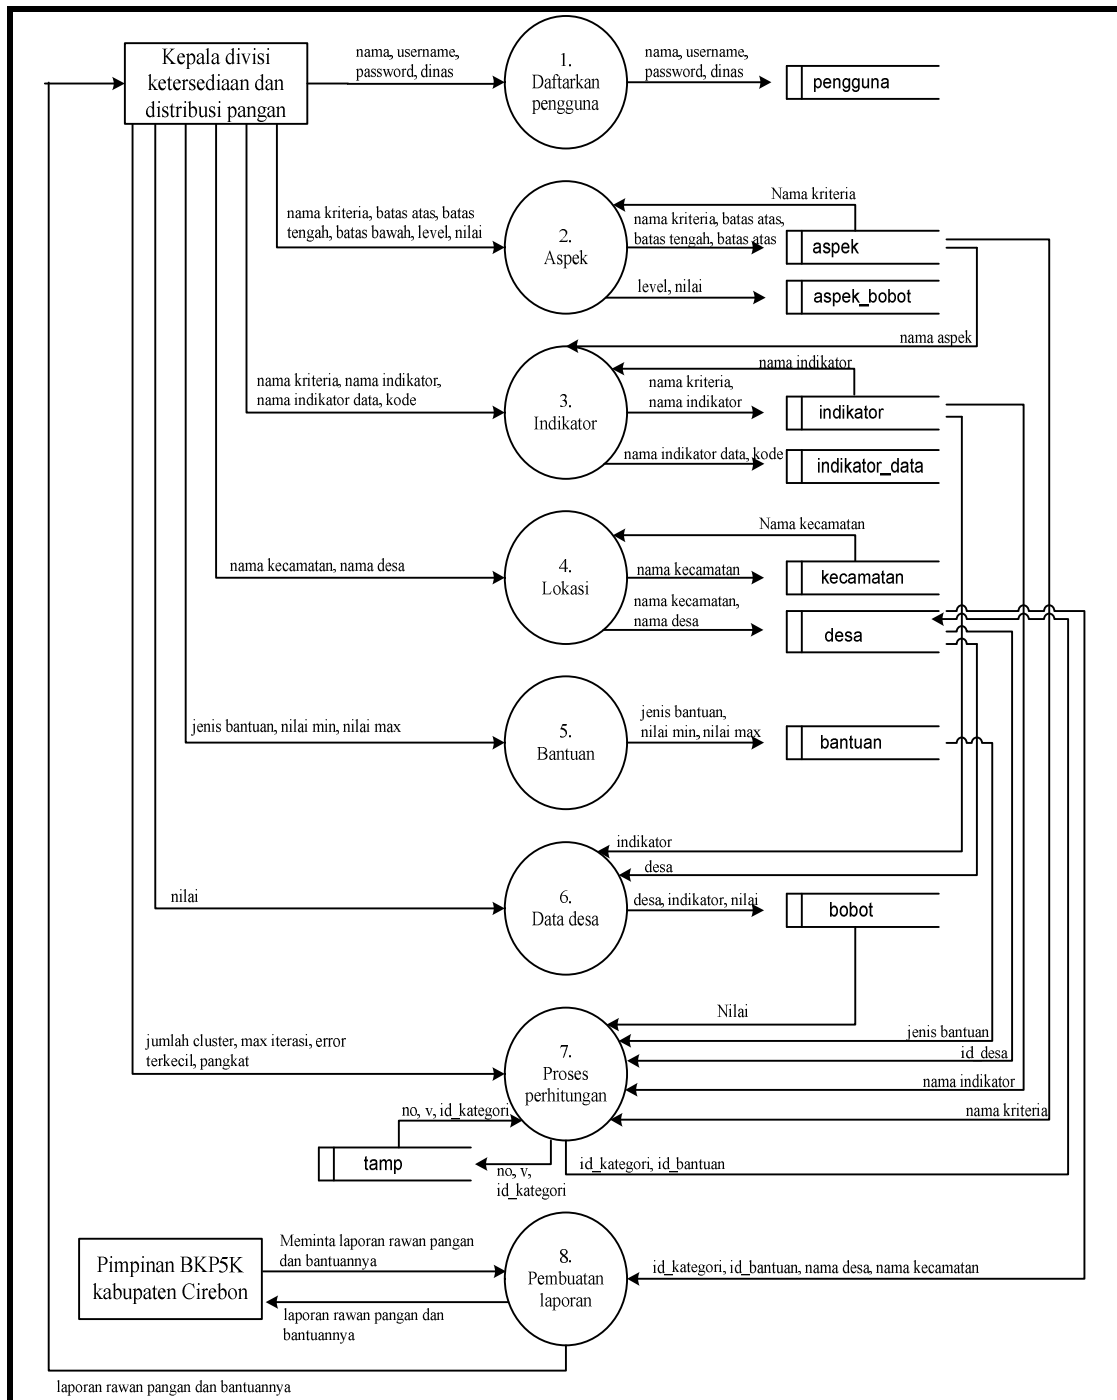 Kepala divisi
ketersediaan dan
distribusi pangan
nama, username,
password, dinas
1.
Daftarkan
pengguna
nama, username,
password, dinas
pengguna
nama kriteria, batas atas, batas
tengah, batas bawah, level, nilai
2.
Aspek
Nama kriteria
nama kriteria, batas atas,
batas tengah, batas atas
aspek
level, nilai
aspek_bobot
nama aspek
nama kriteria, nama indikator,
nama indikator data, kode
3.
Indikator
nama indikator
nama kriteria,
nama indikator
indikator
nama indikator data, kode
indikator_data
nama kecamatan, nama desa
4.
Lokasi
Nama kecamatan
nama kecamatan
kecamatan
nama kecamatan,
nama desa
desa
jenis bantuan, nilai min, nilai max
5.
Bantuan
jenis bantuan,
nilai min, nilai max
bantuan
indikator
desa
nilai
6.
Data desa
desa, indikator, nilai
bobot
Nilai
jumlah cluster, max iterasi, error
terkecil, pangkat
7.
Proses
perhitungan
jenis bantuan
id_desa
nama indikator
nama kriteria
no, v, id_kategori
tamp
no, v,
id_kategori
id_kategori, id_bantuan
Pimpinan BKP5K
kabupaten Cirebon
Meminta laporan rawan pangan
dan bantuannya
8.
Pembuatan
laporan
id_kategori, id_bantuan, nama desa, nama kecamatan
laporan rawan pangan dan
bantuannya
laporan rawan pangan dan bantuannya